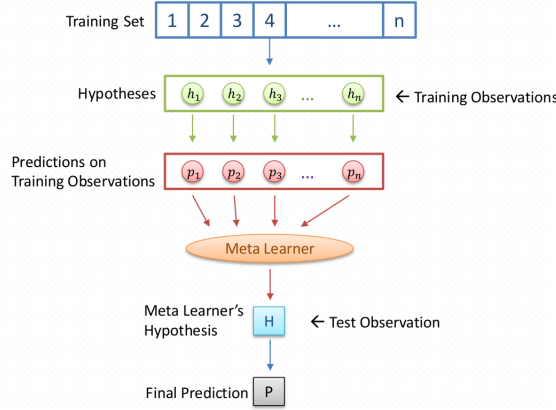 Training Set 1 2 3 4 ... n
Hypotheses h₁ h₂ h₃ ... hₙ ← Training Observations
Predictions on
Training Observations p₁ p₂ p₃ ... pₙ
Meta Learner
Meta Learner's
Hypothesis H ← Test Observation
Final Prediction P